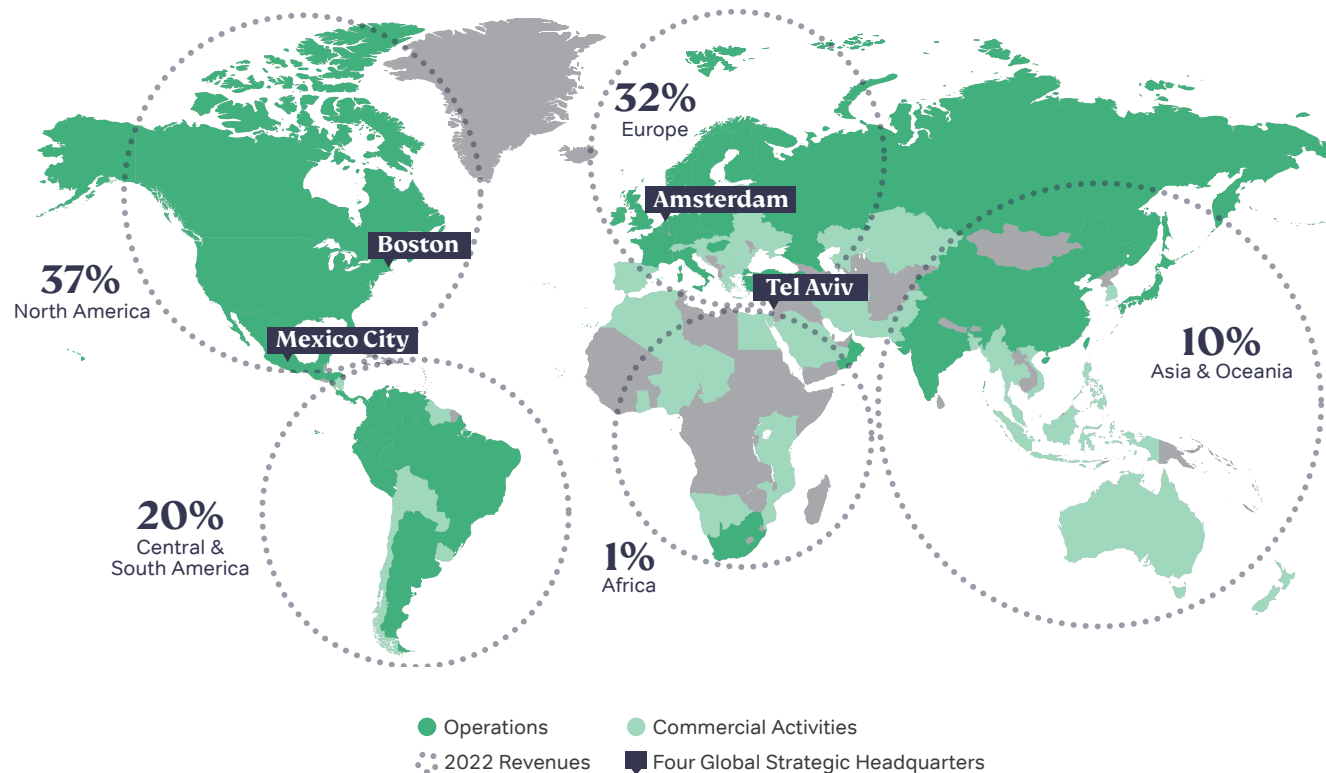 32%
Europe
Amsterdam
Boston
37%
North America
Tel Aviv
Mexico City
10%
Asia & Oceania
20%
Central &
South America
1%
Africa
Operations
Commercial Activities
2022 Revenues
Four Global Strategic Headquarters